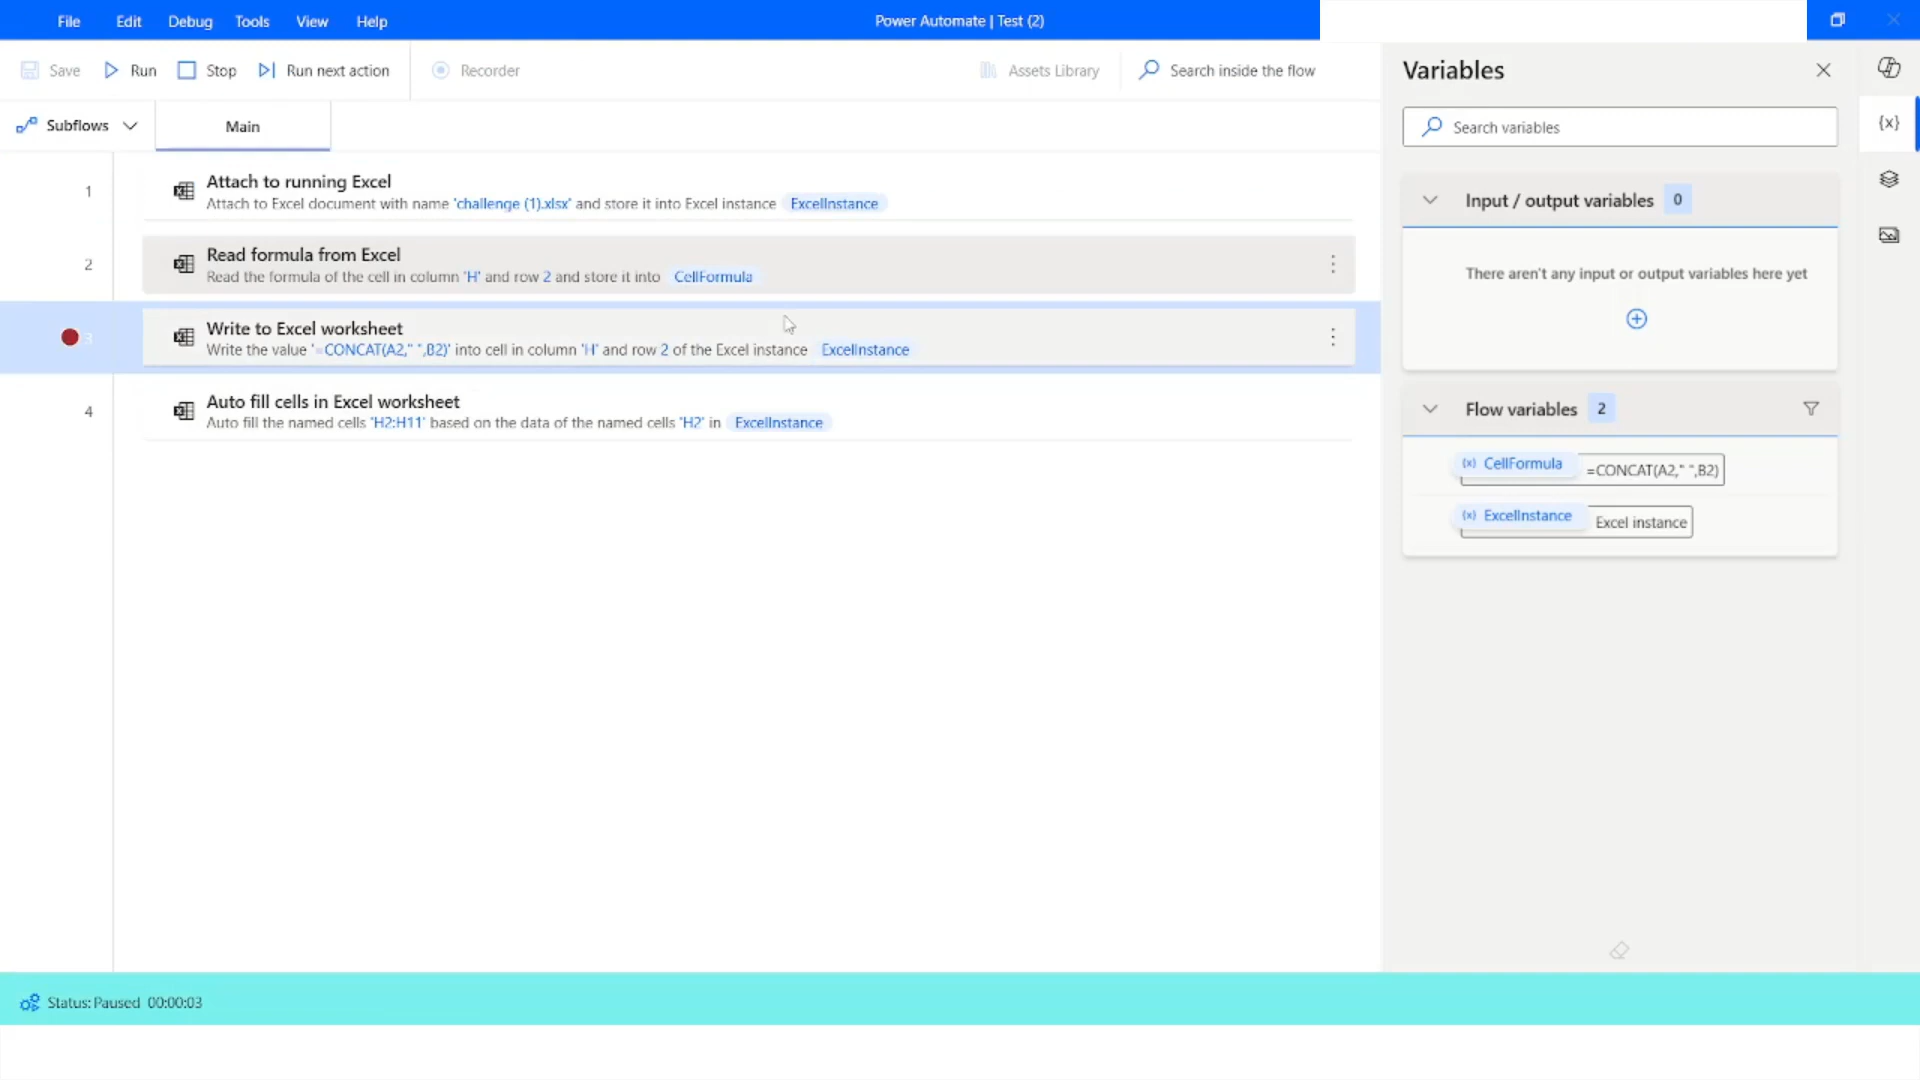 File Edit Debug Tools View Help Power Automate | Test (2)
Save Run Stop Run next action Recorder Assets Library Search inside the flow
Subflows Main
1 Attach to running Excel
Attach to Excel document with name 'challenge (1).xlsx' and store it into Excel instance ExcelInstance
2 Read formula from Excel
Read the formula of the cell in column 'H' and row 2 and store it into CellFormula
3 Write to Excel worksheet
Write the value '=CONCAT(A2," ",B2)' into cell in column 'H' and row 2 of the Excel instance ExcelInstance
4 Auto fill cells in Excel worksheet
Auto fill the named cells 'H2:H11' based on the data of the named cells 'H2' in ExcelInstance
Variables
{x}
Search variables
Input / output variables 0
There aren't any input or output variables here yet
Flow variables 2
(x) CellFormula =CONCAT(A2," ",B2)
(x) ExcelInstance Excel instance
Status: Paused 00:00:03